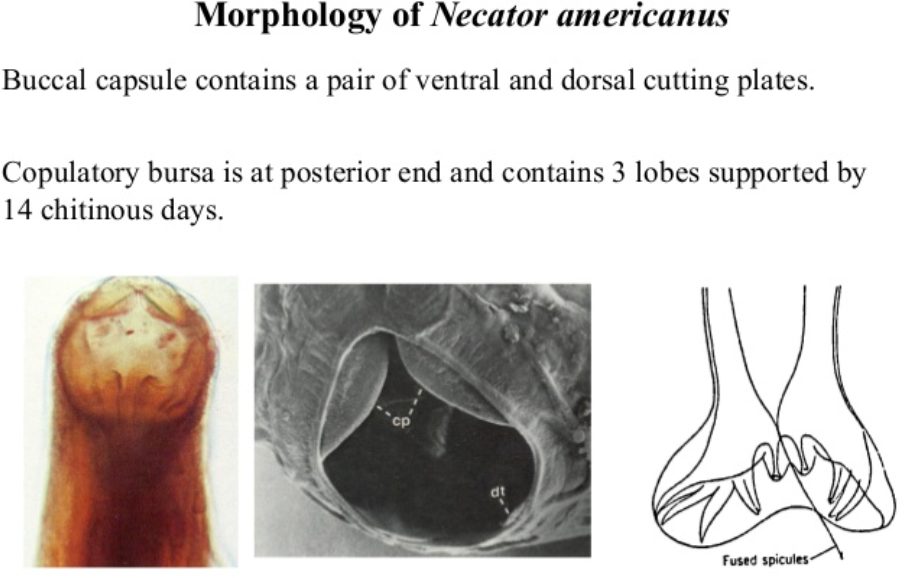 Morphology of Necator americanus
Buccal capsule contains a pair of ventral and dorsal cutting plates.
Copulatory bursa is at posterior end and contains 3 lobes supported by
14 chitinous days.
cp
dt
Fused spicules